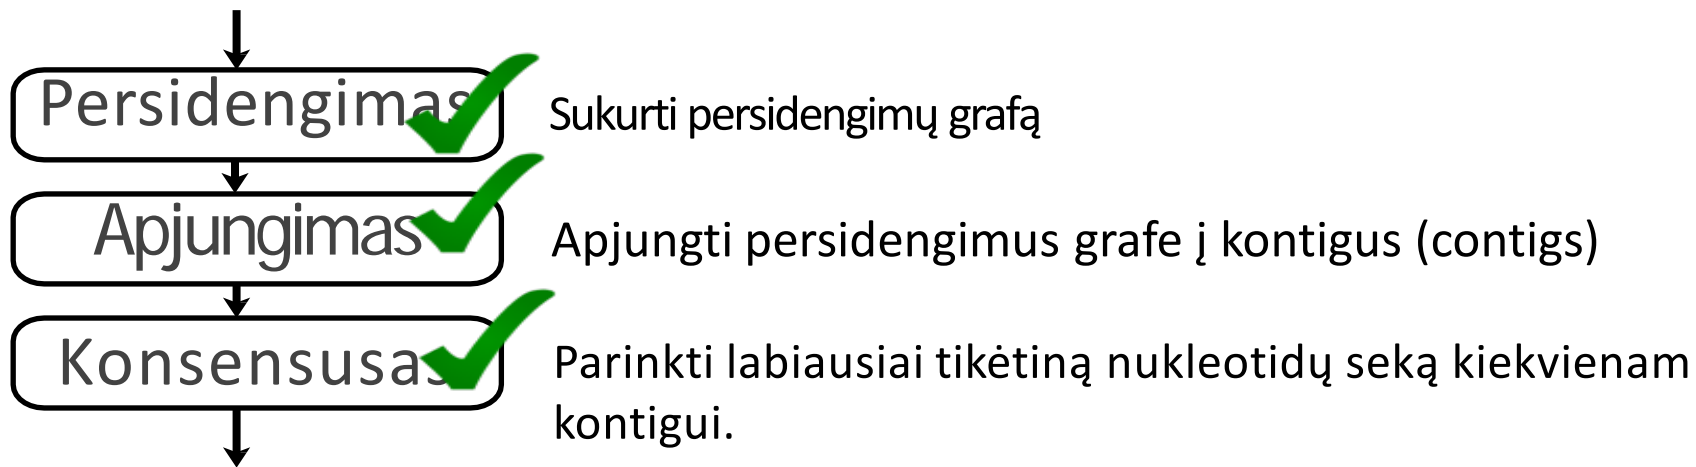 Persidengimas
Sukurti persidengimų grafą
Apjungimas
Apjungti persidengimus grafe į kontigus (contigs)
Konsensusas
Parinkti labiausiai tikėtiną nukleotidų seką kiekvienam
kontigui.